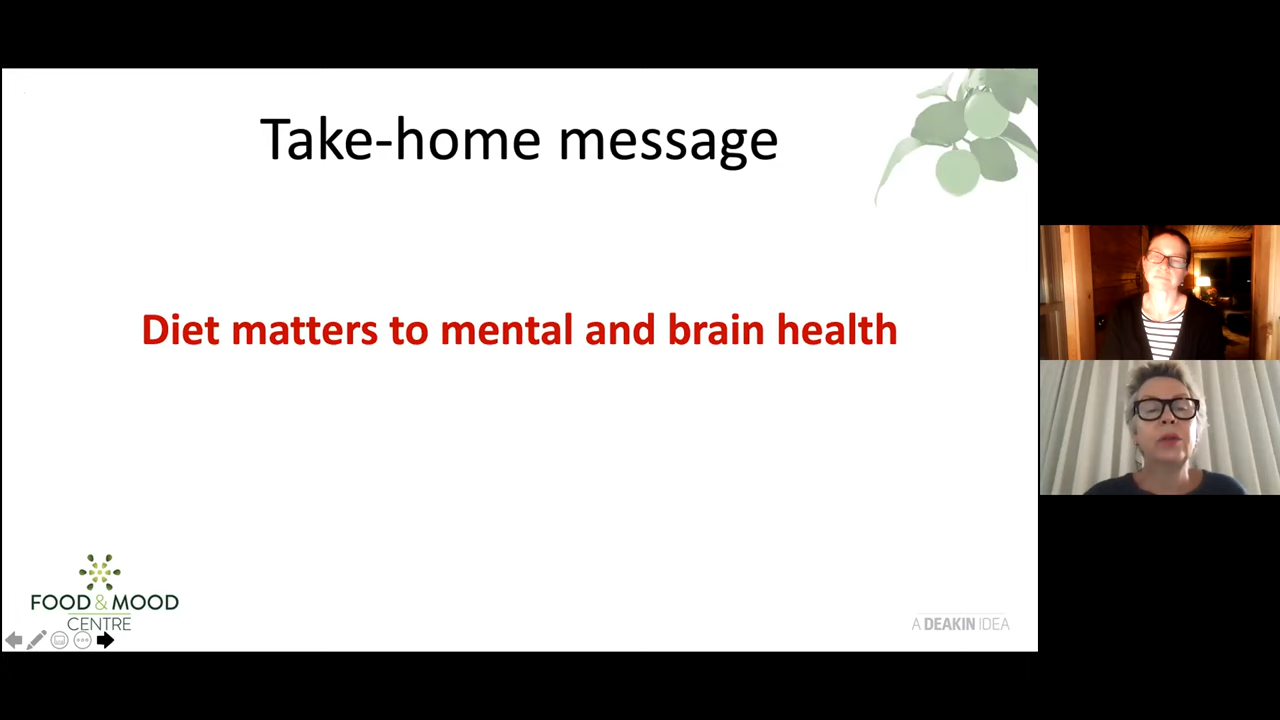 Take-home message
Diet matters to mental and brain health
FOOD & MOOD
CENTRE
A DEAKIN IDEA